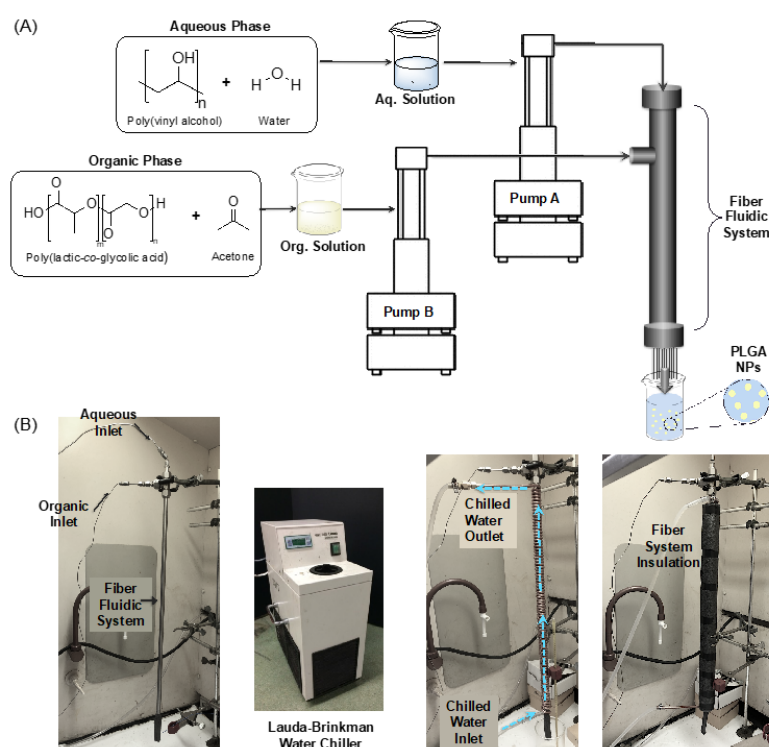 (A)
Aqueous Phase
OH
n
+
H O H
Poly(vinyl alcohol)
Water
Aq. Solution
Organic Phase
HO
O
O
O
O
H
m
n
+
O
Poly(lactic-co-glycolic acid)
Acetone
Org. Solution
Pump A
Pump B
Fiber
Fluidic
System
PLGA
NPs
(B)
Aqueous
Inlet
Organic
Inlet
Fiber
Fluidic
System
Lauda-Brinkman
Water Chiller
Chilled
Water
Outlet
Chilled
Water Inlet
Fiber
System
Insulation